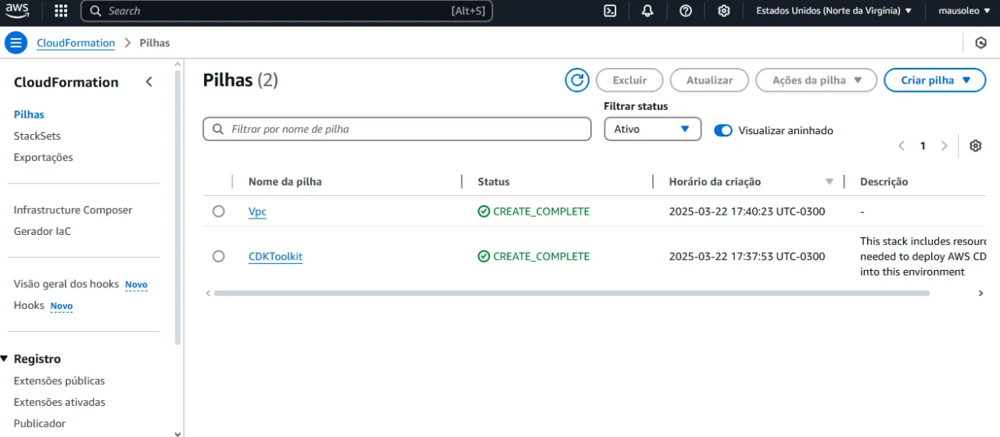 aws
Search [Alt+S]
Estados Unidos (Norte da Virgínia)
mausoleo
CloudFormation
Pilhas
CloudFormation
Pilhas
StackSets
Exportações
Infrastructure Composer
Gerador IaC
Visão geral dos hooks Novo
Hooks Novo
Registro
Extensões públicas
Extensões ativadas
Publicador
Pilhas (2)
Excluir
Atualizar
Ações da pilha
Criar pilha
Filtrar status
Filtrar por nome de pilha
Ativo
Visualizar aninhado
1
Nome da pilha Status Horário da criação Descrição
Vpc CREATE_COMPLETE 2025-03-22 17:40:23 UTC-0300 -
CDKToolkit CREATE_COMPLETE 2025-03-22 17:37:53 UTC-0300
This stack includes resourc
needed to deploy AWS CD
into this environment